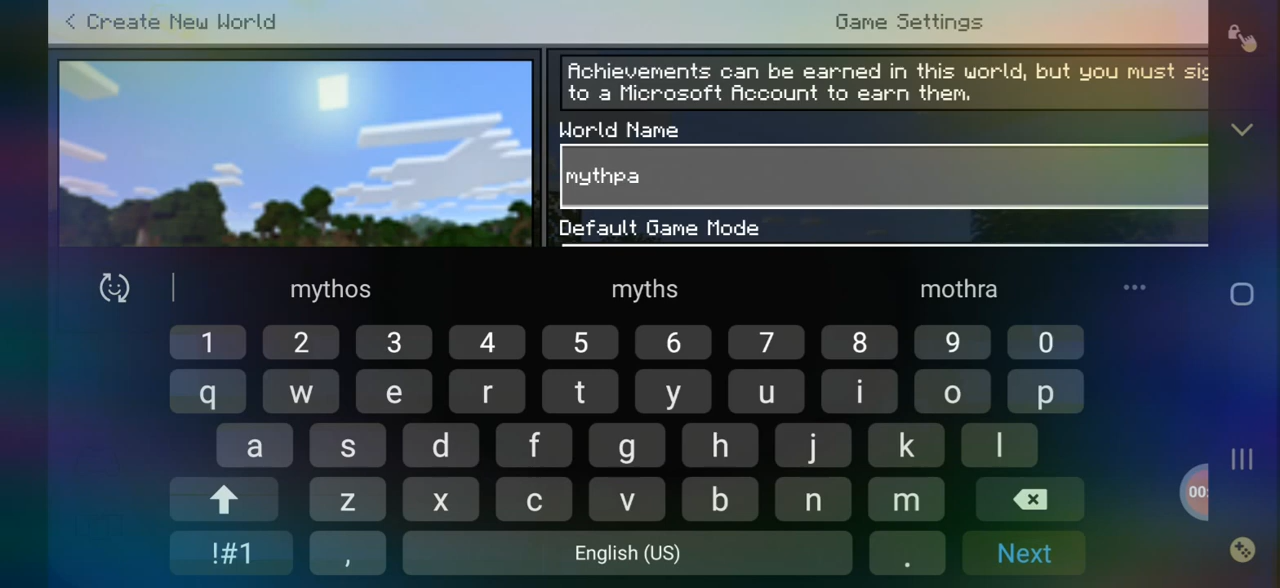 < Create New World
Game Settings
Achievements can be earned in this world, but you must
to a Microsoft Account to earn them.
World Name
mythpa
Default Game Mode
mythos myths mothra
1 2 3 4 5 6 7 8 9 0
q w e r t y u i o p
a s d f g h j k l
z x c v b n m
!#1 , English (US) . Next
00: